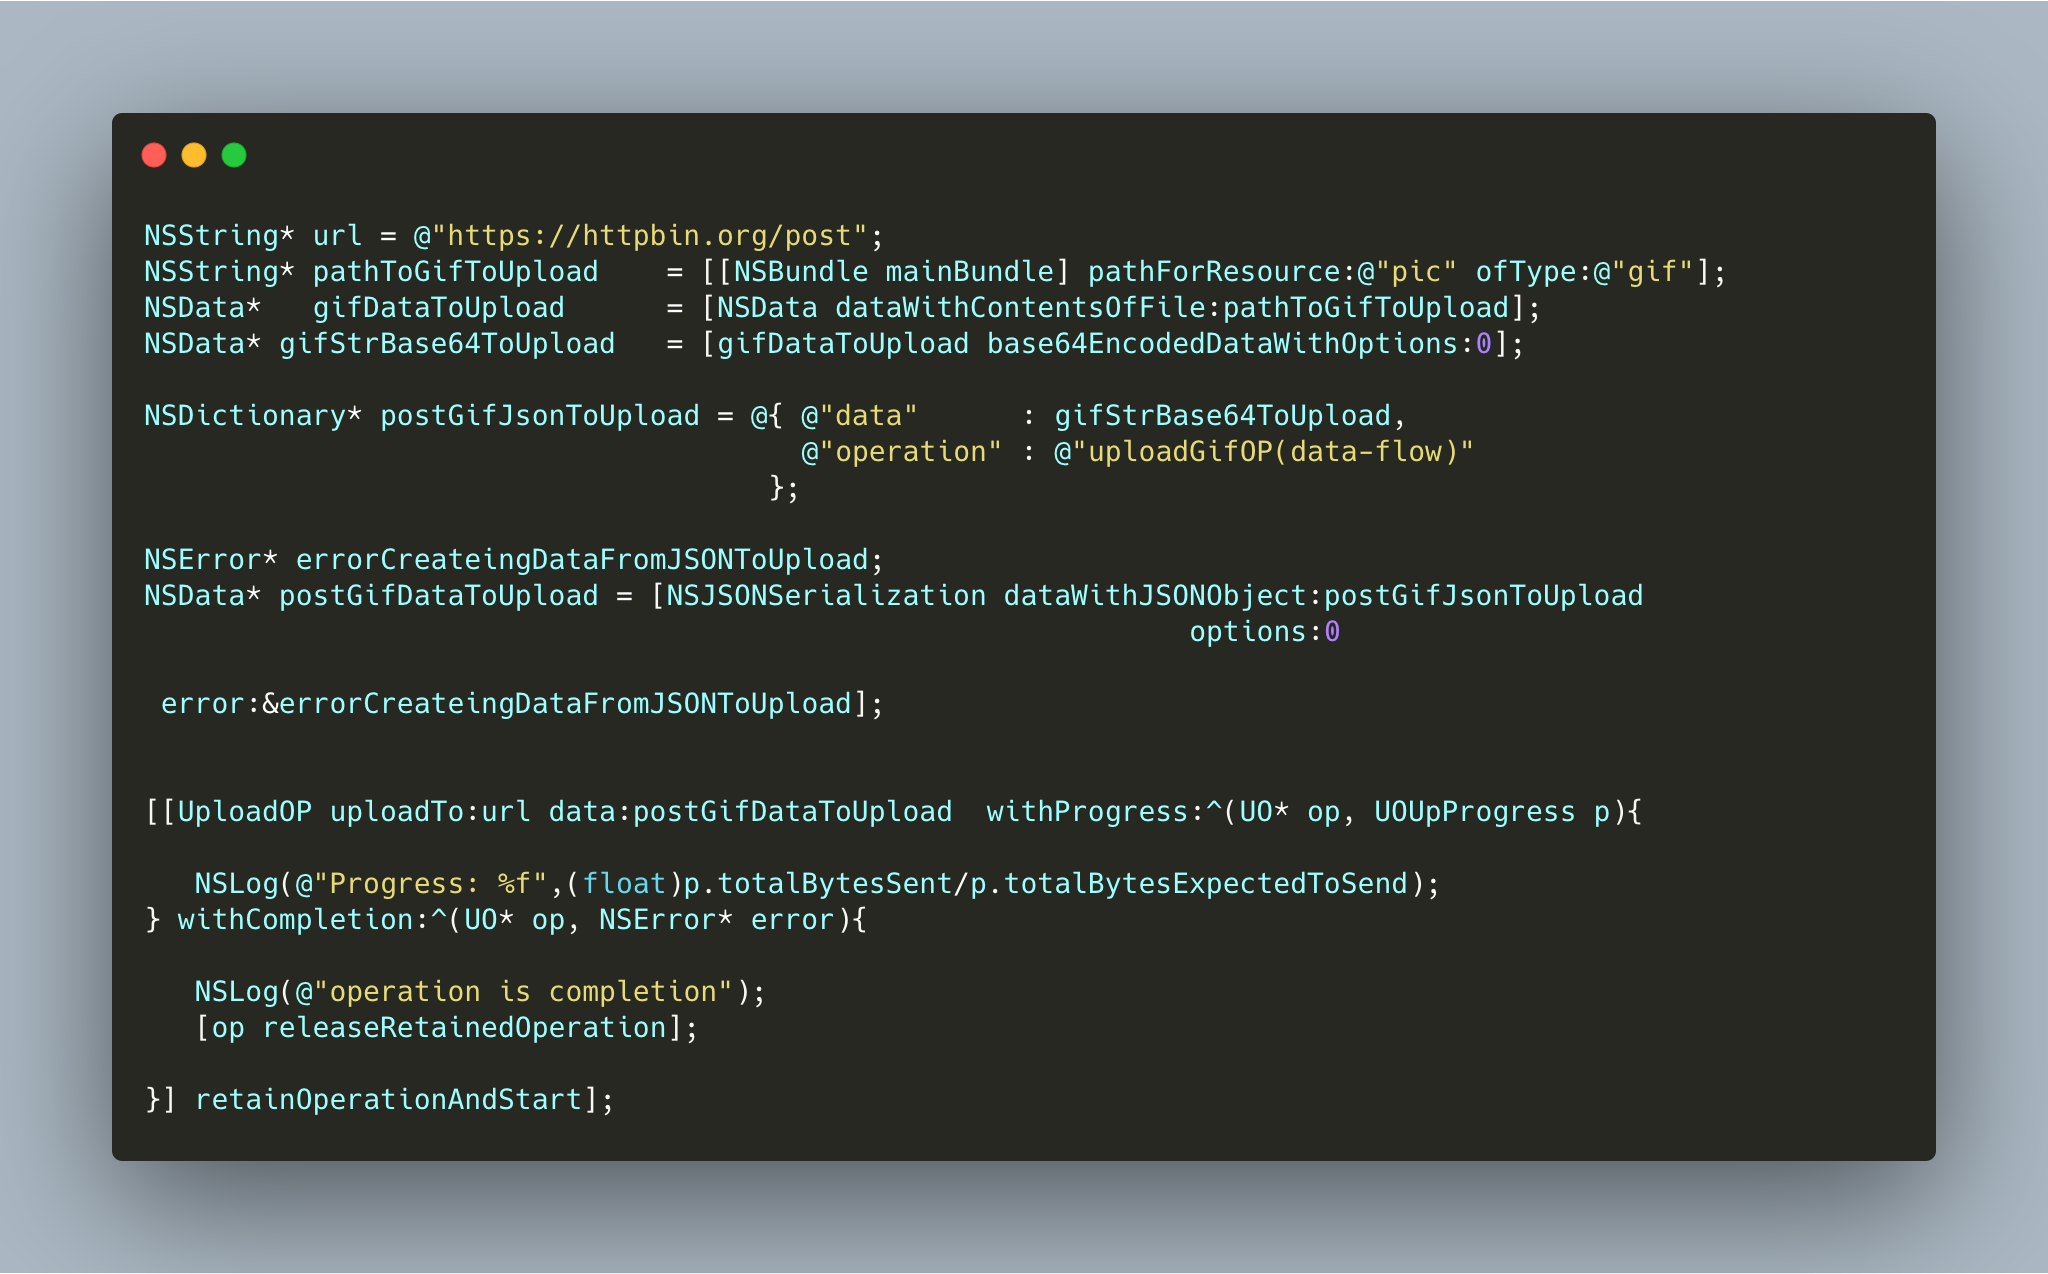 NSString* url = @"https://httpbin.org/post";
NSString* pathToGifToUpload    = [[NSBundle mainBundle] pathForResource:@"pic" ofType:@"gif"];
NSData*   gifDataToUpload      = [NSData dataWithContentsOfFile:pathToGifToUpload];
NSData* gifStrBase64ToUpload   = [gifDataToUpload base64EncodedDataWithOptions:0];
NSDictionary* postGifJsonToUpload = @{ @"data"      : gifStrBase64ToUpload,
                                       @"operation" : @"uploadGifOP(data-flow)"
                                     };
NSError* errorCreateingDataFromJSONToUpload;
NSData* postGifDataToUpload = [NSJSONSerialization dataWithJSONObject:postGifJsonToUpload
                                                              options:0
 error:&errorCreateingDataFromJSONToUpload];
[[UploadOP uploadTo:url data:postGifDataToUpload  withProgress:^(UO* op, UOUpProgress p){
   NSLog(@"Progress: %f",(float)p.totalBytesSent/p.totalBytesExpectedToSend);
} withCompletion:^(UO* op, NSError* error){
   NSLog(@"operation is completion");
   [op releaseRetainedOperation];
}] retainOperationAndStart];